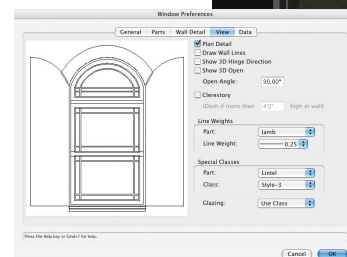 Window Preferences
General Parts Wall Detail View Data
Plan Detail
Draw Wall Lines
Show 3D Hinge Direction
Show 3D Open
Open Angle: 90.00°
Clerestory
(Dash if more than 4'0" high in wall)
Line Weights
Part: Jamb
Line Weight: 0.25
Special Classes
Part: Lintel
Class: Style-3
Glazing: Use Class
Press the Help key or Cmd+? for help.
Cancel OK